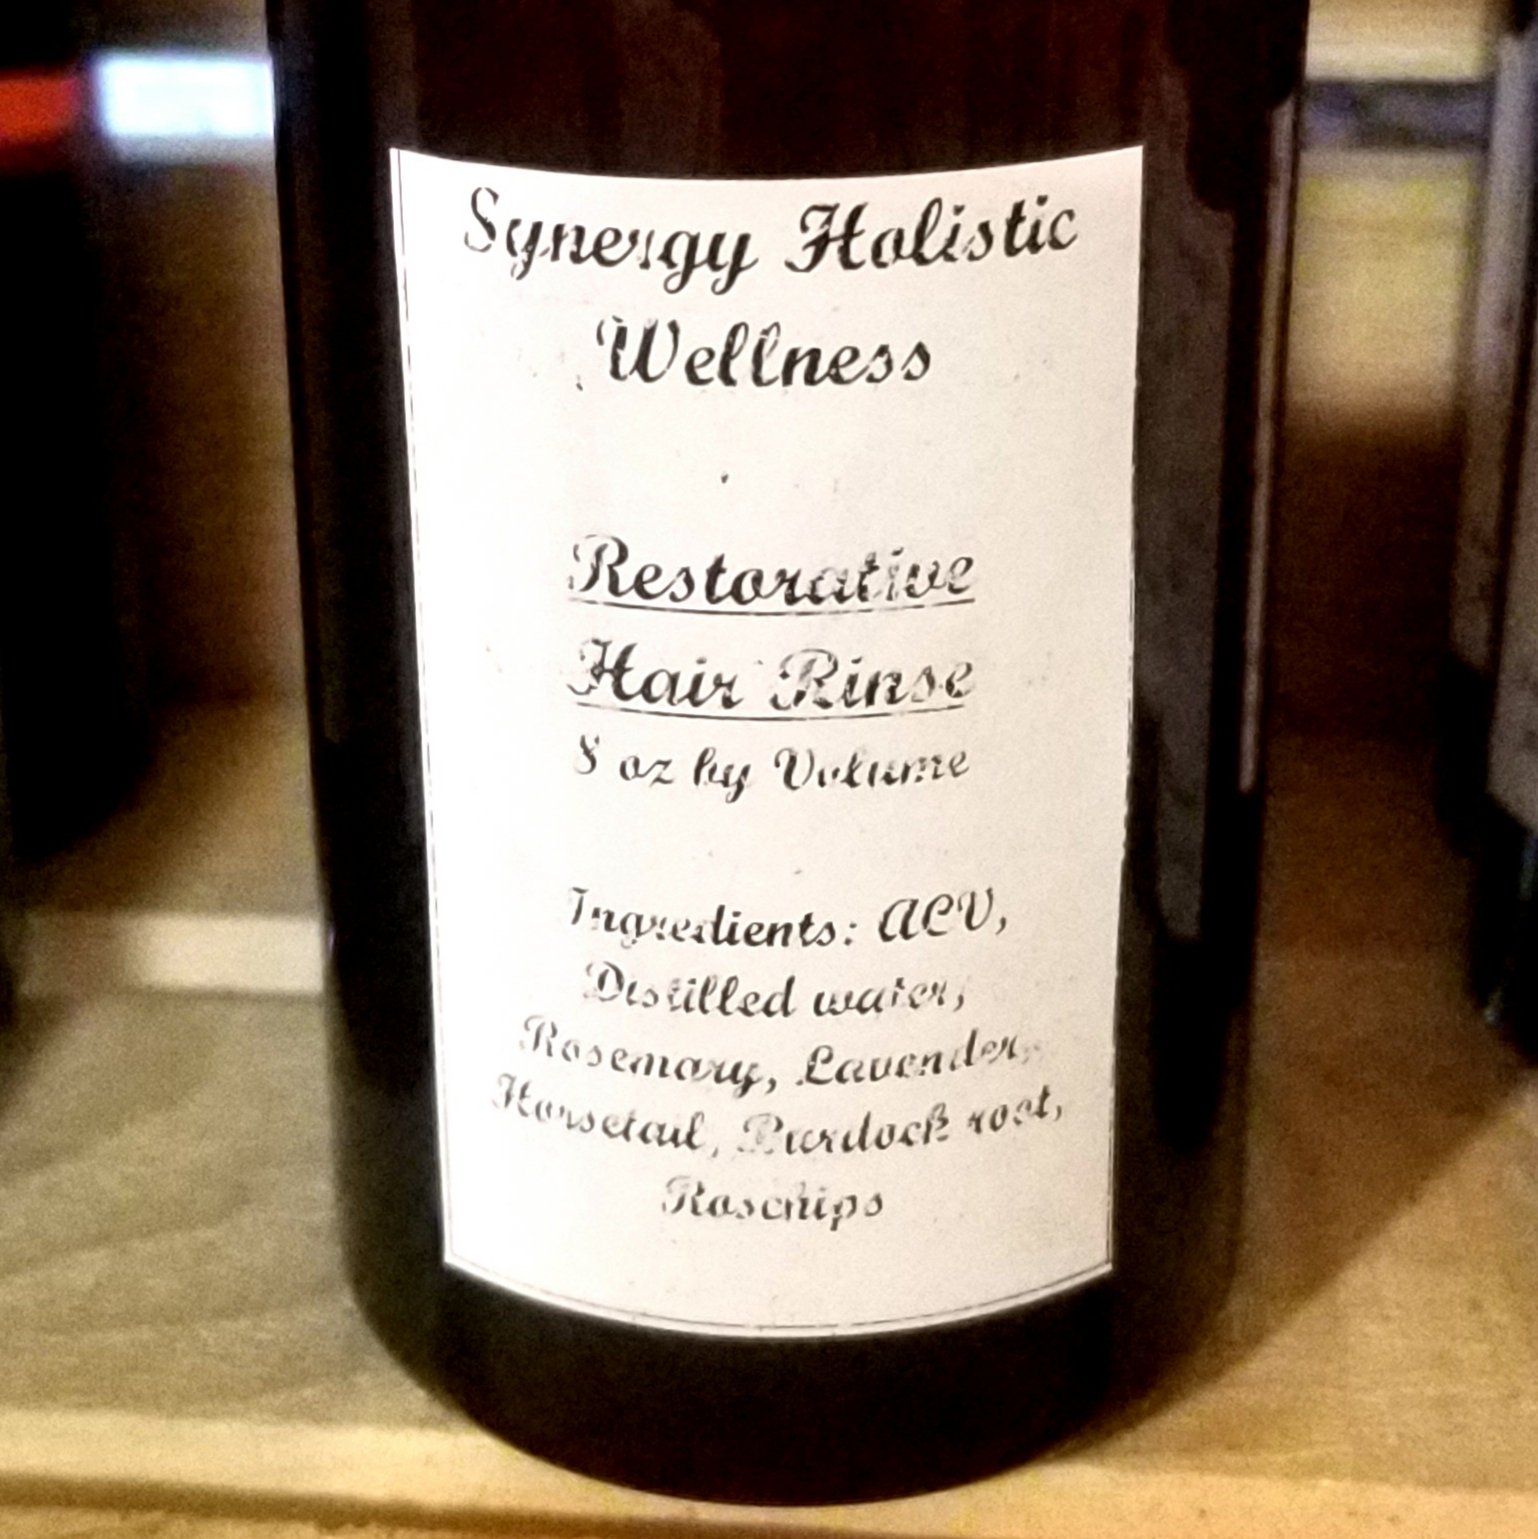 Synergy Holistic
Wellness
Restorative
Hair Rinse
8 oz by Volume
Ingredients: ACV,
Distilled water,
Rosemary, Lavender,
Horsetail, Burdock root,
Rosehips